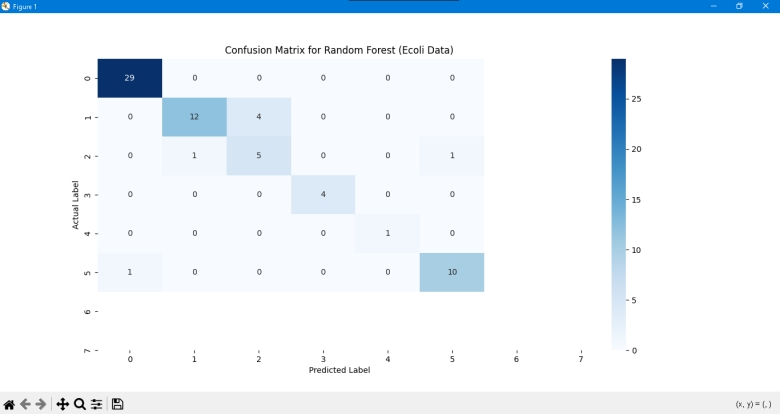 Figure 1
Confusion Matrix for Random Forest (Ecoli Data)
0 29 0 0 0 0 0
1 0 12 4 0 0 0
2 0 1 5 0 0 1
3 0 0 0 4 0 0
4 0 0 0 0 1 0
5 1 0 0 0 0 10
6
7
0 1 2 3 4 5 6 7
Actual Label
Predicted Label
25
20
15
10
5
0
(x, y) = (, )